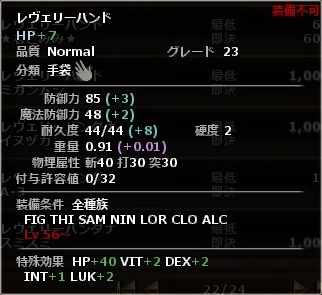 装備不可
レヴェリーハンド
HP+7
品質 Normal グレード 23
分類 手袋
防御力 85 (+3)
魔法防御力 48 (+2)
耐久度 44/44 (+8) 硬度 2
重量 0.91 (+0.01)
物理属性 斬40 打30 突30
付与許容値 0/32
装備条件 全種族
FIG THI SAM NIN LOR CLO ALC
Lv 56～
特殊効果 HP+40 VIT+2 DEX+2
INT+1 LUK+2
22/24